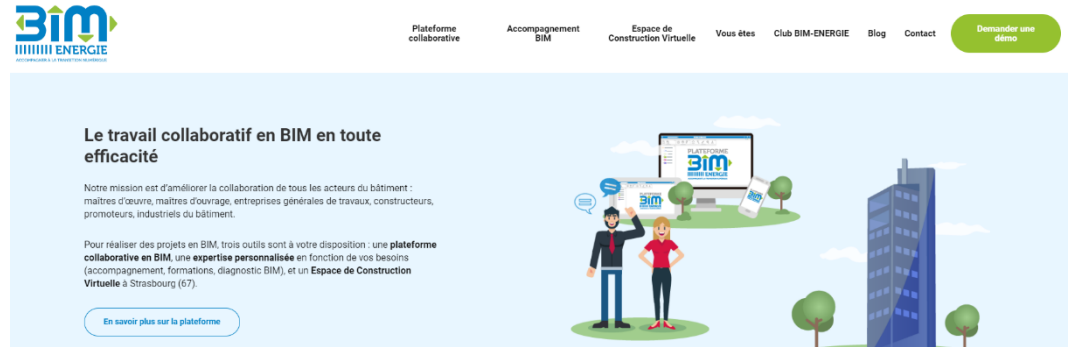 BIM
ENERGIE
ACCOMPAGNER LA TRANSITION NUMÉRIQUE
Plateforme
collaborative
Accompagnement
BIM
Espace de
Construction Virtuelle
Vous êtes
Club BIM-ENERGIE
Blog
Contact
Demander une
démo
Le travail collaboratif en BIM en toute
efficacité
Notre mission est d'améliorer la collaboration de tous les acteurs du bâtiment :
maîtres d'œuvre, maîtres d'ouvrage, entreprises générales de travaux, constructeurs,
promoteurs, industriels du bâtiment.
Pour réaliser des projets en BIM, trois outils sont à votre disposition : une plateforme
collaborative en BIM, une expertise personnalisée en fonction de vos besoins
(accompagnement, formations, diagnostic BIM), et un Espace de Construction
Virtuelle à Strasbourg (67).
En savoir plus sur la plateforme
PLATEFORME
BIM
ENERGIE
PLATEFORME
BIM
BIM